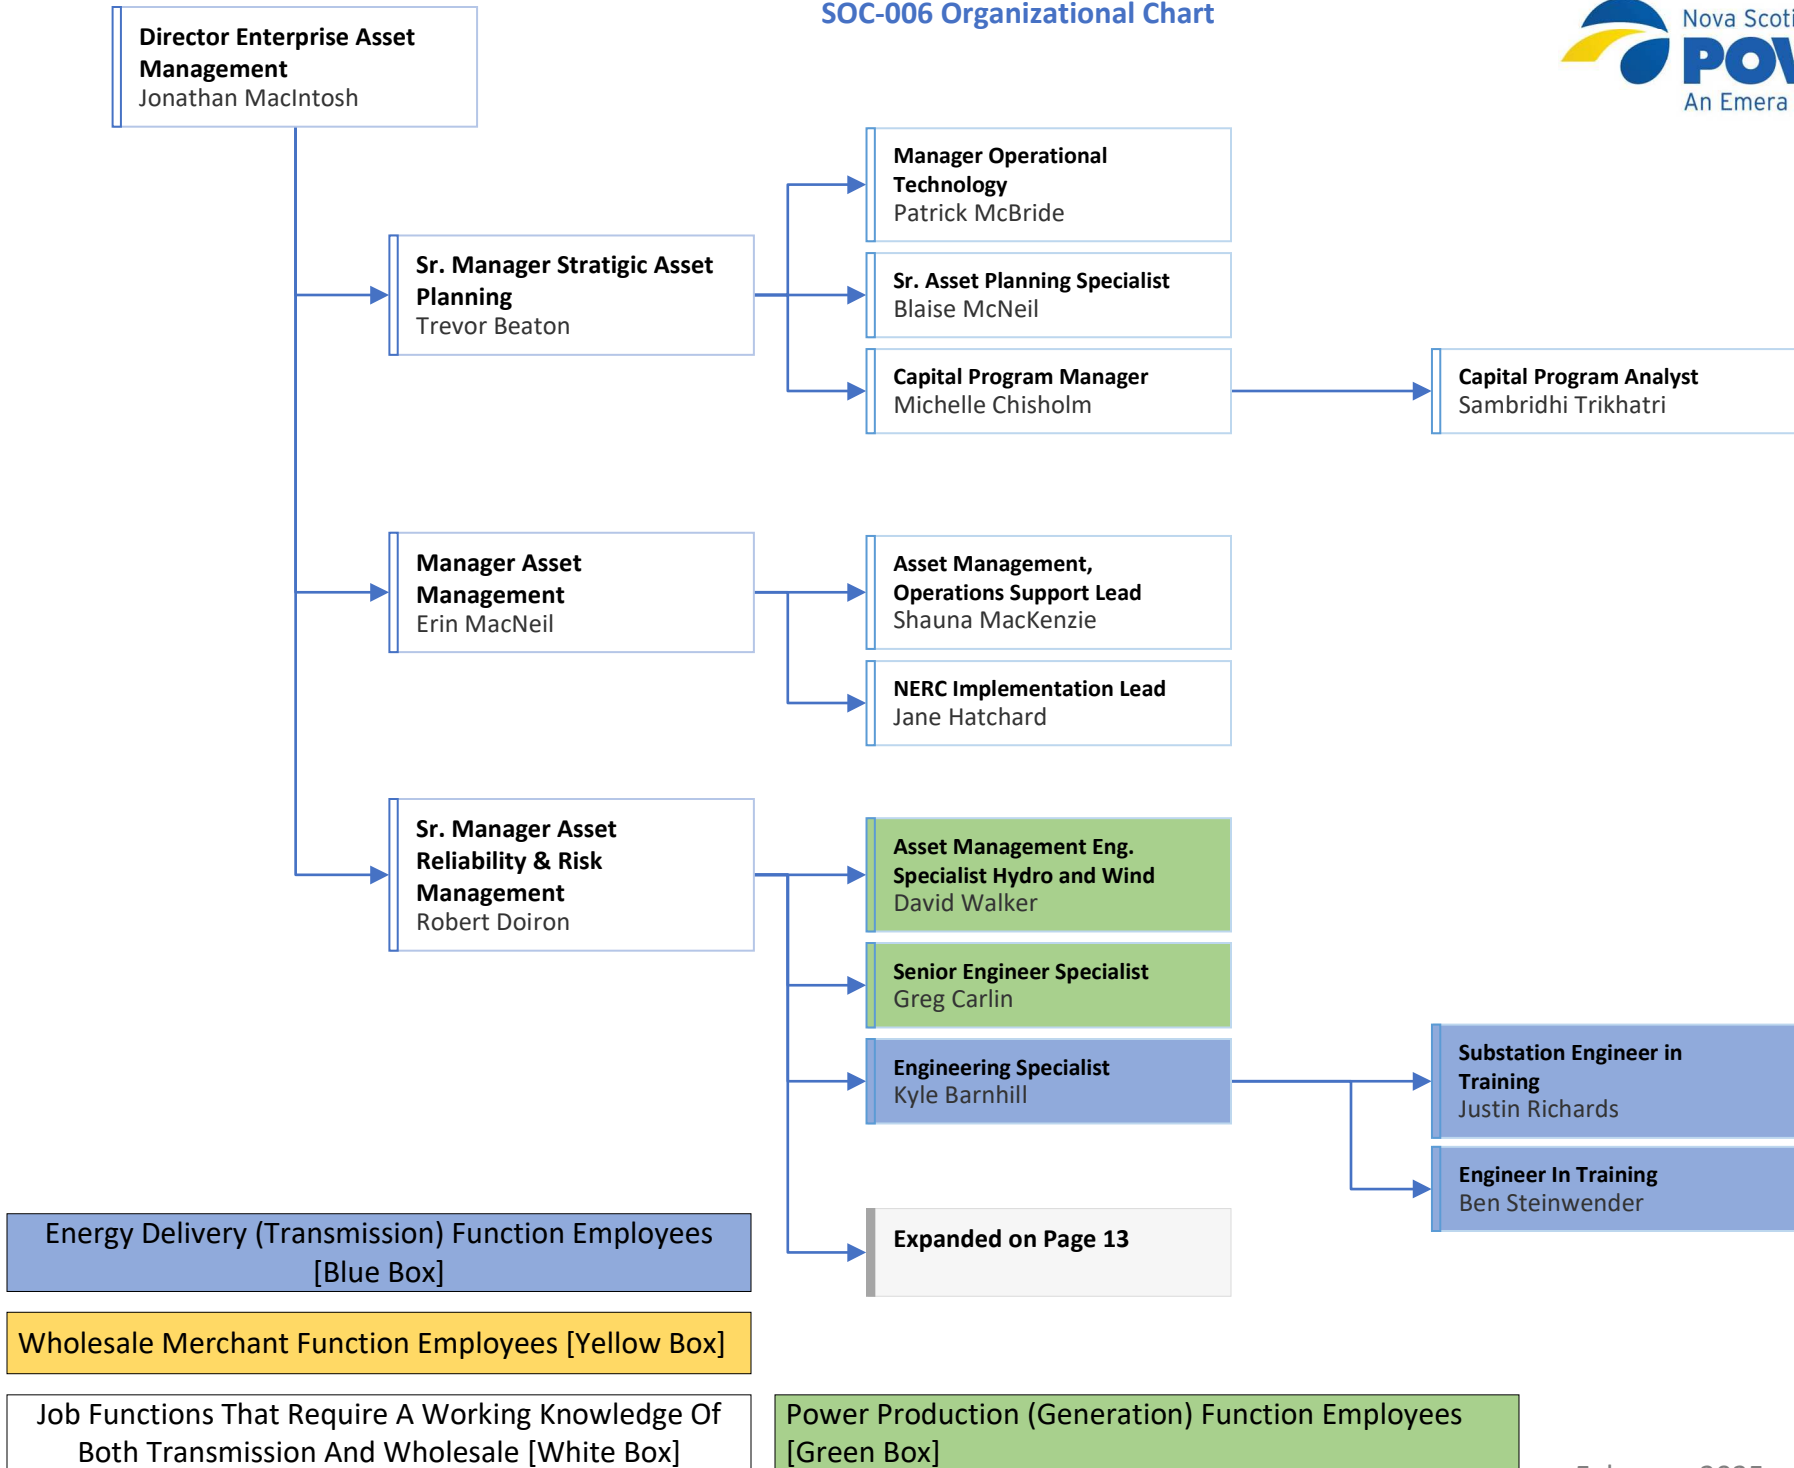 SOC-006 Organizational Chart
Nova Scoti
An Emera
Director Enterprise Asset
Management
Jonathan MacIntosh
Manager Operational
Technology
Patrick McBride
Sr. Manager Stratigic Asset
Planning
Trevor Beaton
Sr. Asset Planning Specialist
Blaise McNeil
Capital Program Manager
Michelle Chisholm
Capital Program Analyst
Sambridhi Trikhatri
Manager Asset
Management
Erin MacNeil
Asset Management,
Operations Support Lead
Shauna MacKenzie
NERC Implementation Lead
Jane Hatchard
Sr. Manager Asset
Reliability & Risk
Management
Robert Doiron
Asset Management Eng.
Specialist Hydro and Wind
David Walker
Senior Engineer Specialist
Greg Carlin
Engineering Specialist
Kyle Barnhill
Substation Engineer in
Training
Justin Richards
Engineer In Training
Ben Steinwender
Expanded on Page 13
Energy Delivery (Transmission) Function Employees
[Blue Box]
Wholesale Merchant Function Employees [Yellow Box]
Job Functions That Require A Working Knowledge Of
Both Transmission And Wholesale [White Box]
Power Production (Generation) Function Employees
[Green Box]